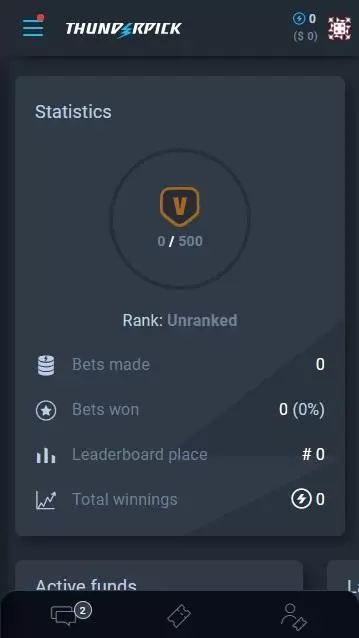 THUNDERPICK
0
($ 0)
Statistics
V
0 / 500
Rank: Unranked
Bets made 0
Bets won 0 (0%)
Leaderboard place # 0
Total winnings 0
Active funds
2